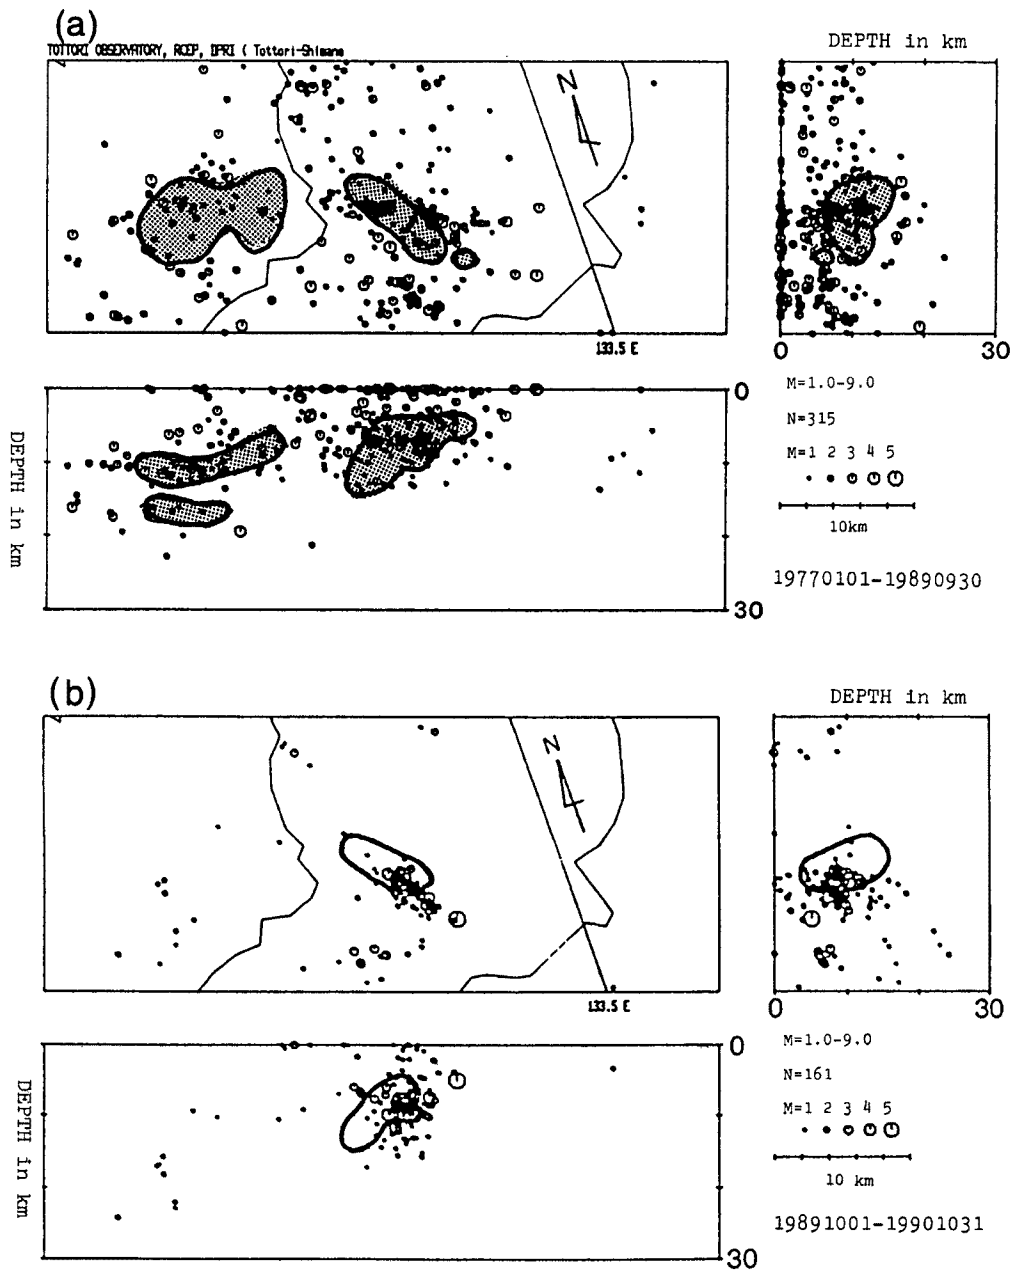 (a)
TOTTORI OBSERVATORY, RCEP, DPRI ( Tottori-Shimane
DEPTH in km
N
133.5 E
0 30
0
DEPTH in km
30
M=1.0-9.0
N=315
M=1 2 3 4 5
10km
19770101-19890930
(b)
DEPTH in km
N
133.5 E
0 30
0
DEPTH in km
30
M=1.0-9.0
N=161
M=1 2 3 4 5
10 km
19891001-19901031